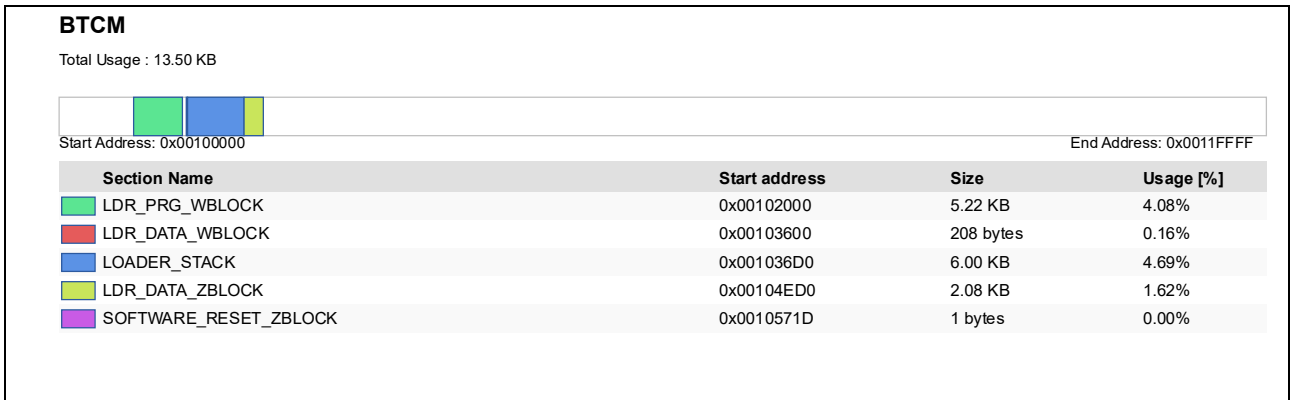 BTCM
Total Usage : 13.50 KB
Start Address: 0x00100000 End Address: 0x0011FFFF
Section Name Start address Size Usage [%]
LDR_PRG_WBLOCK 0x00102000 5.22 KB 4.08%
LDR_DATA_WBLOCK 0x00103600 208 bytes 0.16%
LOADER_STACK 0x001036D0 6.00 KB 4.69%
LDR_DATA_ZBLOCK 0x00104ED0 2.08 KB 1.62%
SOFTWARE_RESET_ZBLOCK 0x0010571D 1 bytes 0.00%